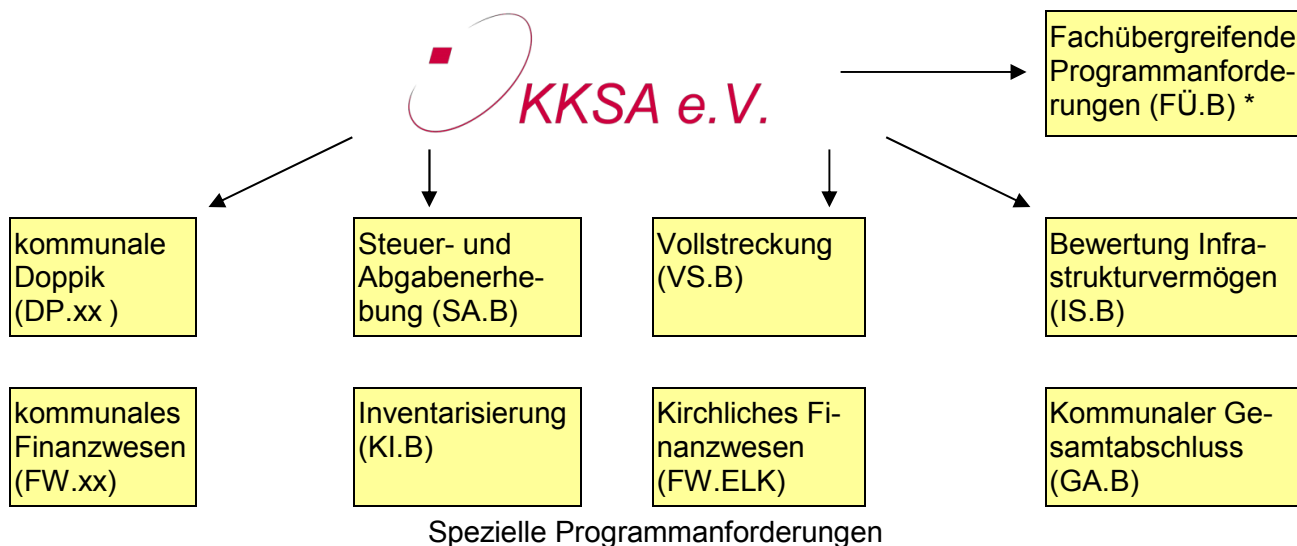 KKSA e.V.
Fachübergreifende
Programmanforde-
rungen (FÜ.B) *
kommunale
Doppik
(DP.xx )
Steuer- und
Abgabenerhe-
bung (SA.B)
Vollstreckung
(VS.B)
Bewertung Infra-
strukturvermögen
(IS.B)
kommunales
Finanzwesen
(FW.xx)
Inventarisierung
(KI.B)
Kirchliches Fi-
nanzwesen
(FW.ELK)
Kommunaler Ge-
samtabschluss
(GA.B)
Spezielle Programmanforderungen